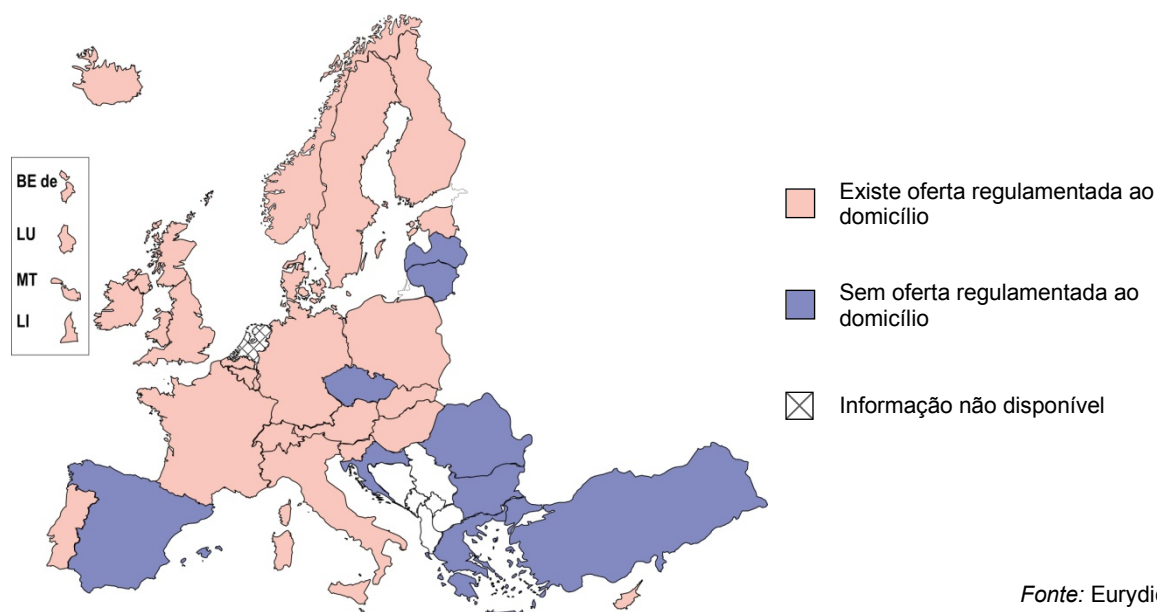 BE de
LU
MT
LI
Existe oferta regulamentada ao
domicílio
Sem oferta regulamentada ao
domicílio
Informação não disponível
Fonte: